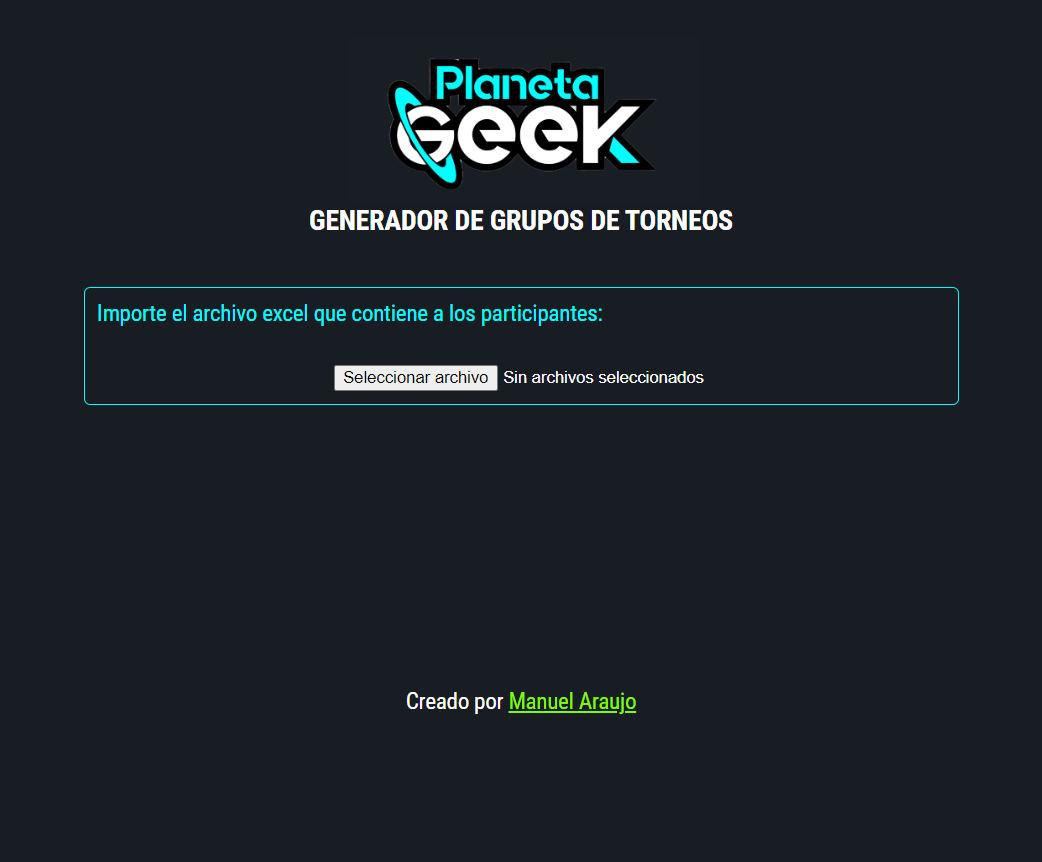 Planeta
Geek
GENERADOR DE GRUPOS DE TORNEOS
Importe el archivo excel que contiene a los participantes:
Seleccionar archivo Sin archivos seleccionados
Creado por Manuel Araujo